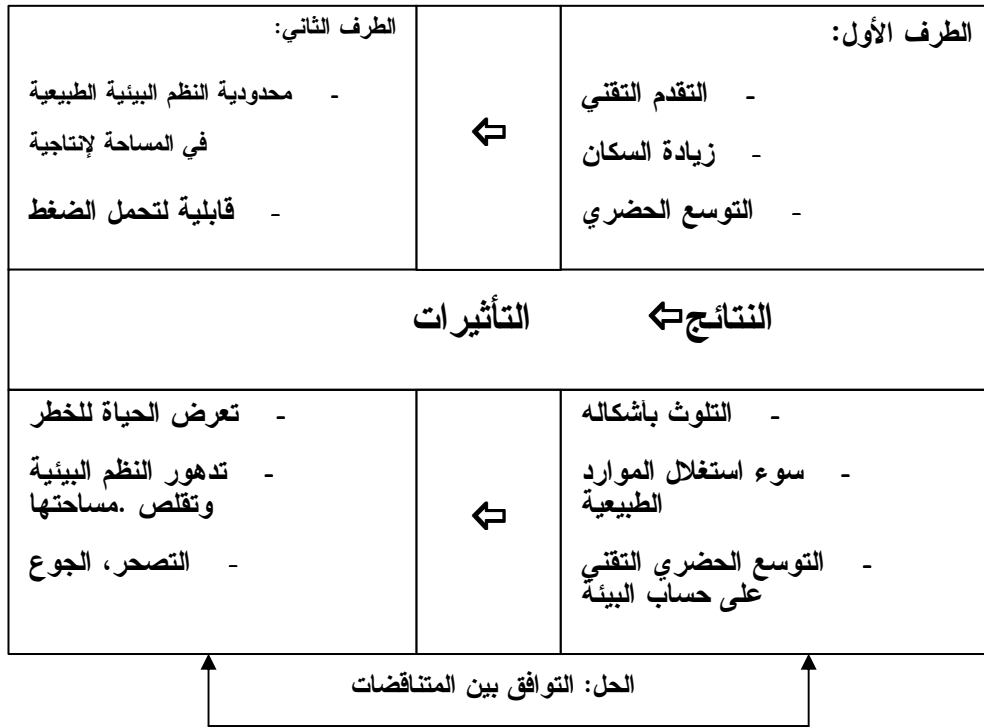 الطرف الأول:
- التقدم التقني
- زيادة السكان
- التوسع الحضري
⇦
الطرف الثاني:
- محدودية النظم البيئية الطبيعية
في المساحة لإنتاجية
- قابلية لتحمل الضغط
النتائج⇦ التأثيرات
- التلوث بأشكاله
- سوء استغلال الموارد
الطبيعية
- التوسع الحضري التقني
على حساب البيئة
⇦
- تعرض الحياة للخطر
- تدهور النظم البيئية
وتقلص .مساحتها
- التصحر، الجوع
الحل: التوافق بين المتناقضات